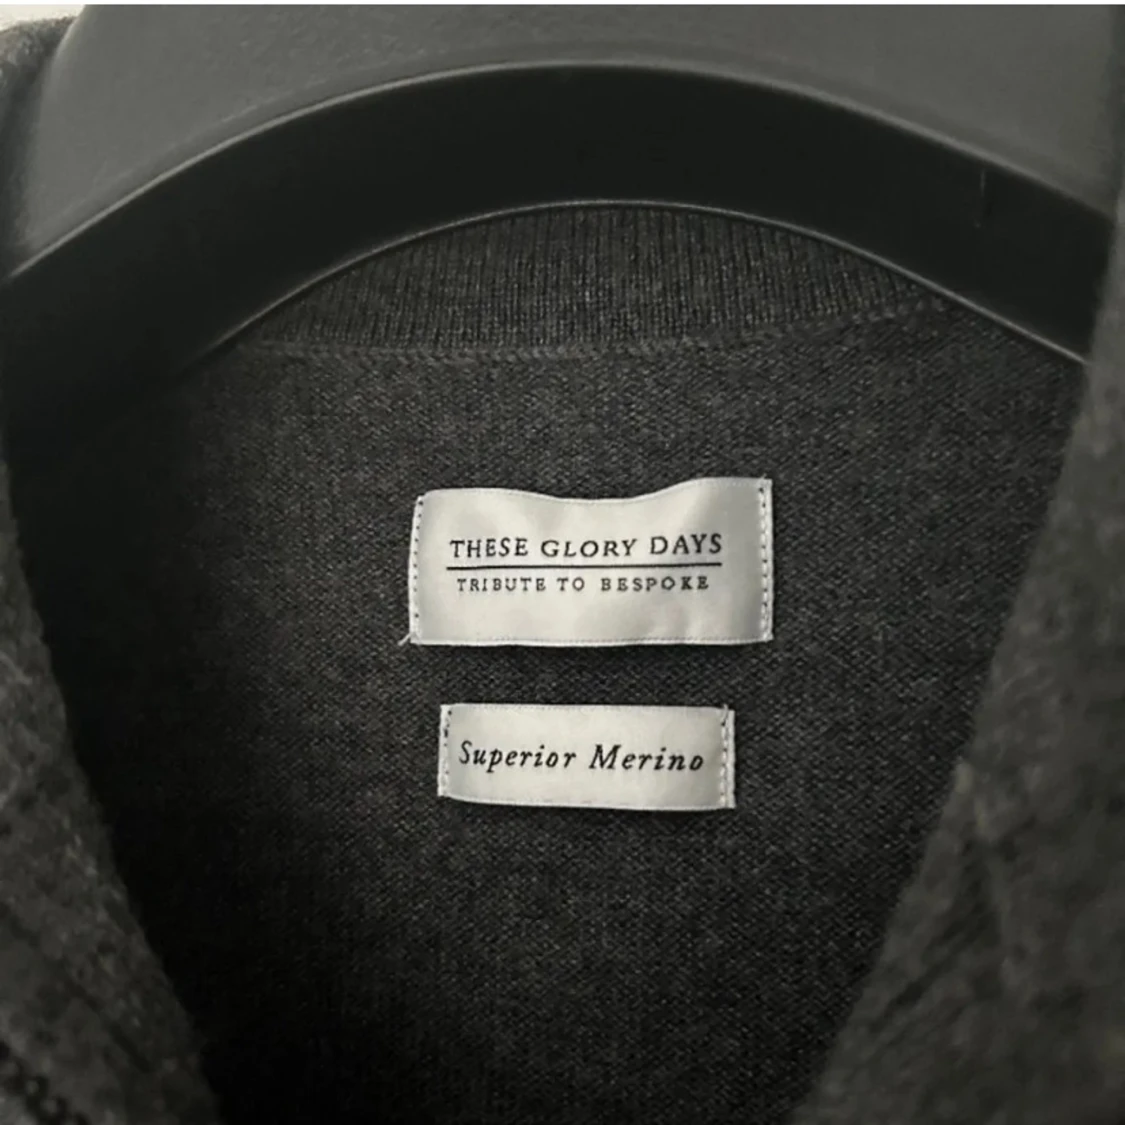 THESE GLORY DAYS
TRIBUTE TO BESPOKE
Superior Merino